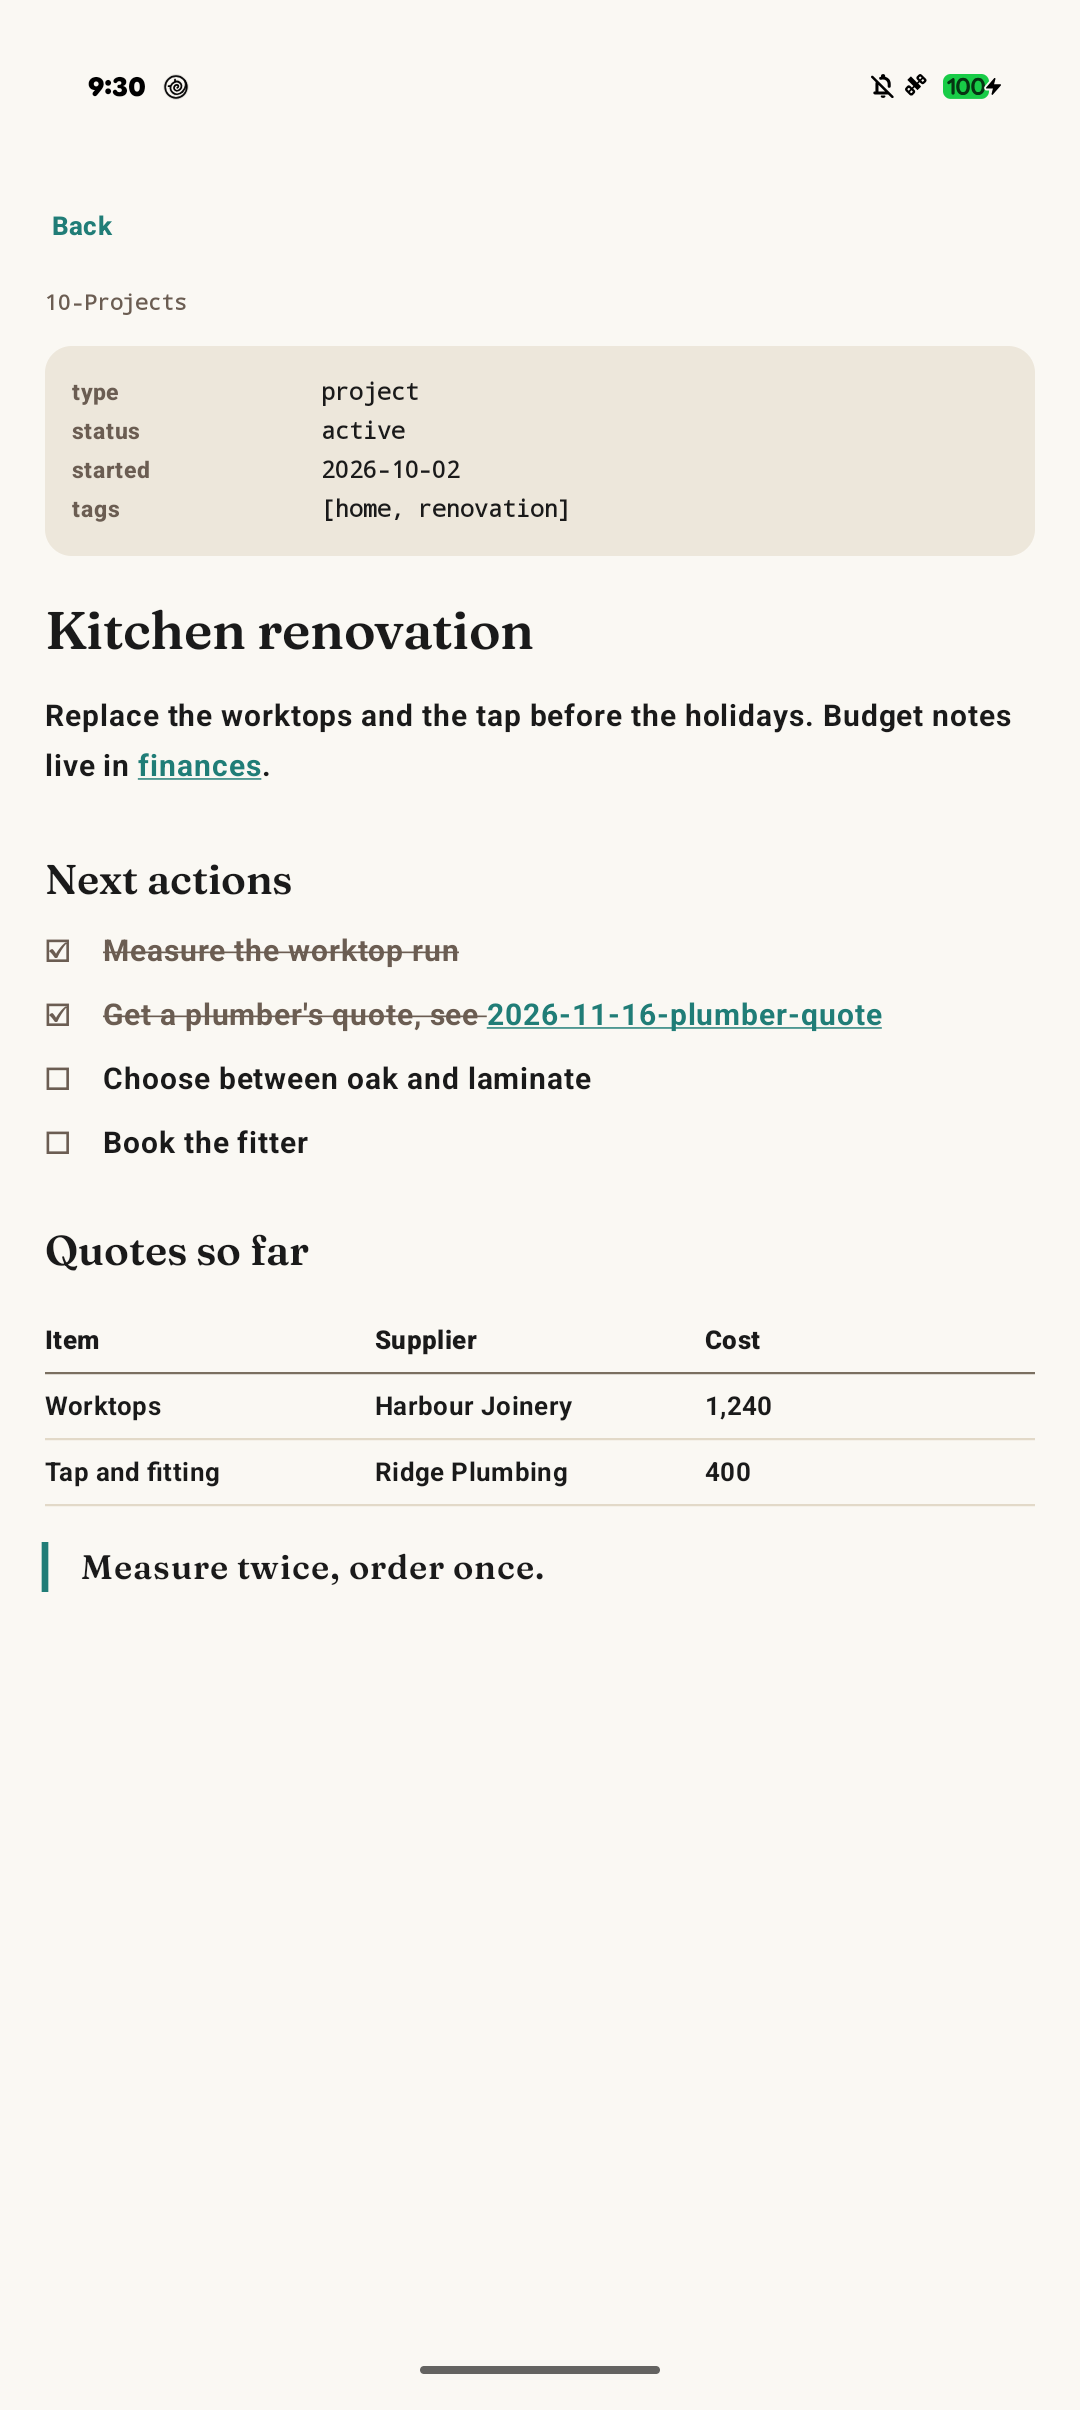 9:30
100
Back
10-Projects
type project
status active
started 2026-10-02
tags [home, renovation]
Kitchen renovation
Replace the worktops and the tap before the holidays. Budget notes
live in finances.
Next actions
☑ Measure the worktop run
☑ Get a plumber's quote, see 2026-11-16-plumber-quote
☐ Choose between oak and laminate
☐ Book the fitter
Quotes so far
Item Supplier Cost
Worktops Harbour Joinery 1,240
Tap and fitting Ridge Plumbing 400
Measure twice, order once.